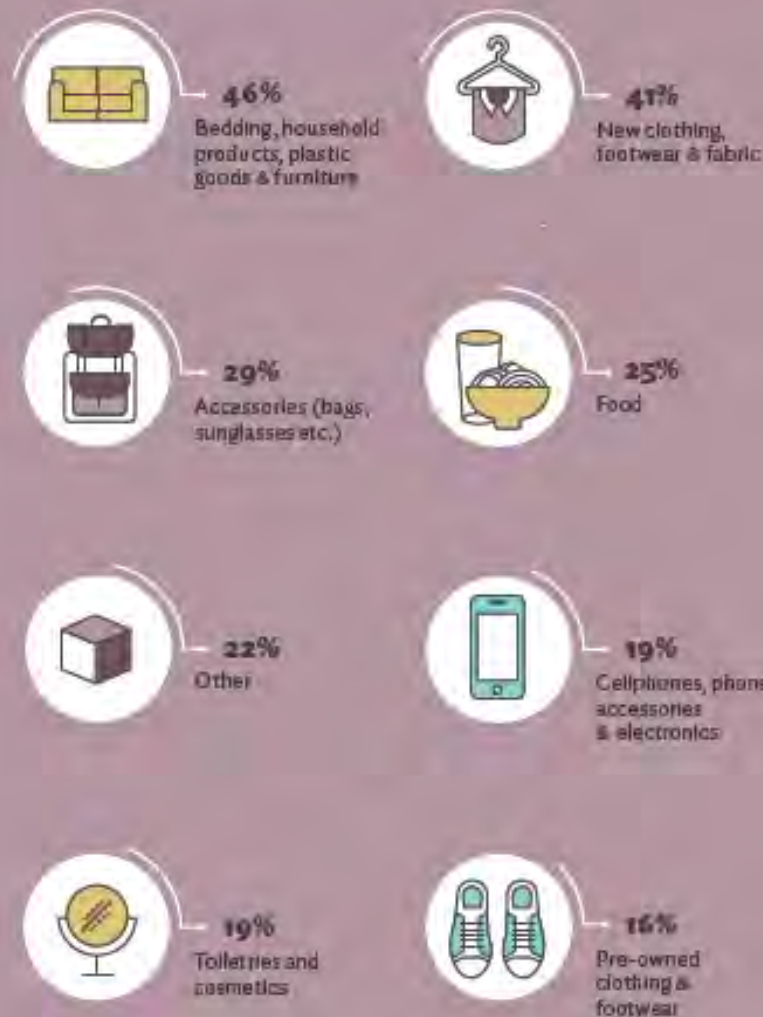 46%
Bedding, household
products, plastic
goods & furniture
41%
New clothing,
footwear & fabric
29%
Accessories (bags,
sunglasses etc.)
25%
Food
22%
Other
19%
Cellphones, phone
accessories
& electronics
19%
Toiletries and
cosmetics
16%
Pre-owned
clothing &
footwear